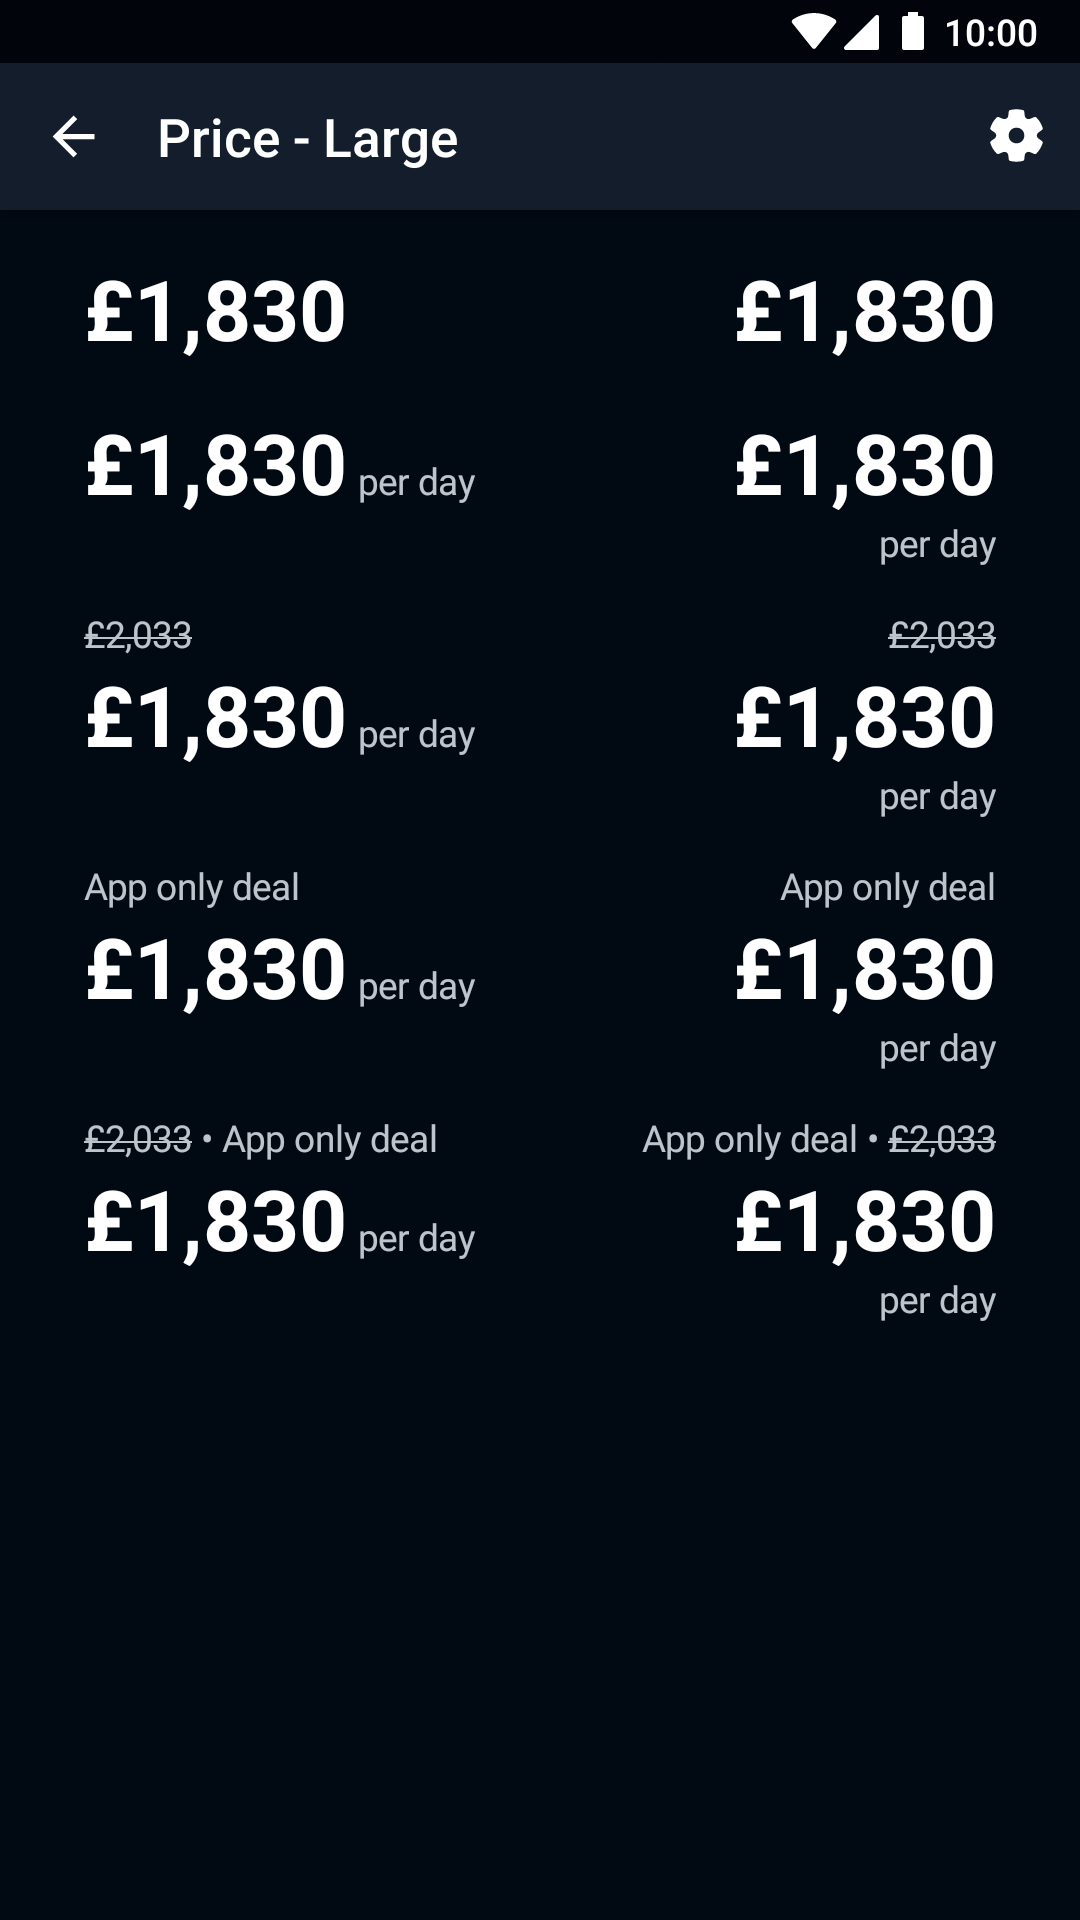 10:00
Price - Large
£1,830 £1,830
£1,830 per day £1,830
per day
£2,033 £2,033
£1,830 per day £1,830
per day
App only deal App only deal
£1,830 per day £1,830
per day
£2,033 • App only deal App only deal • £2,033
£1,830 per day £1,830
per day